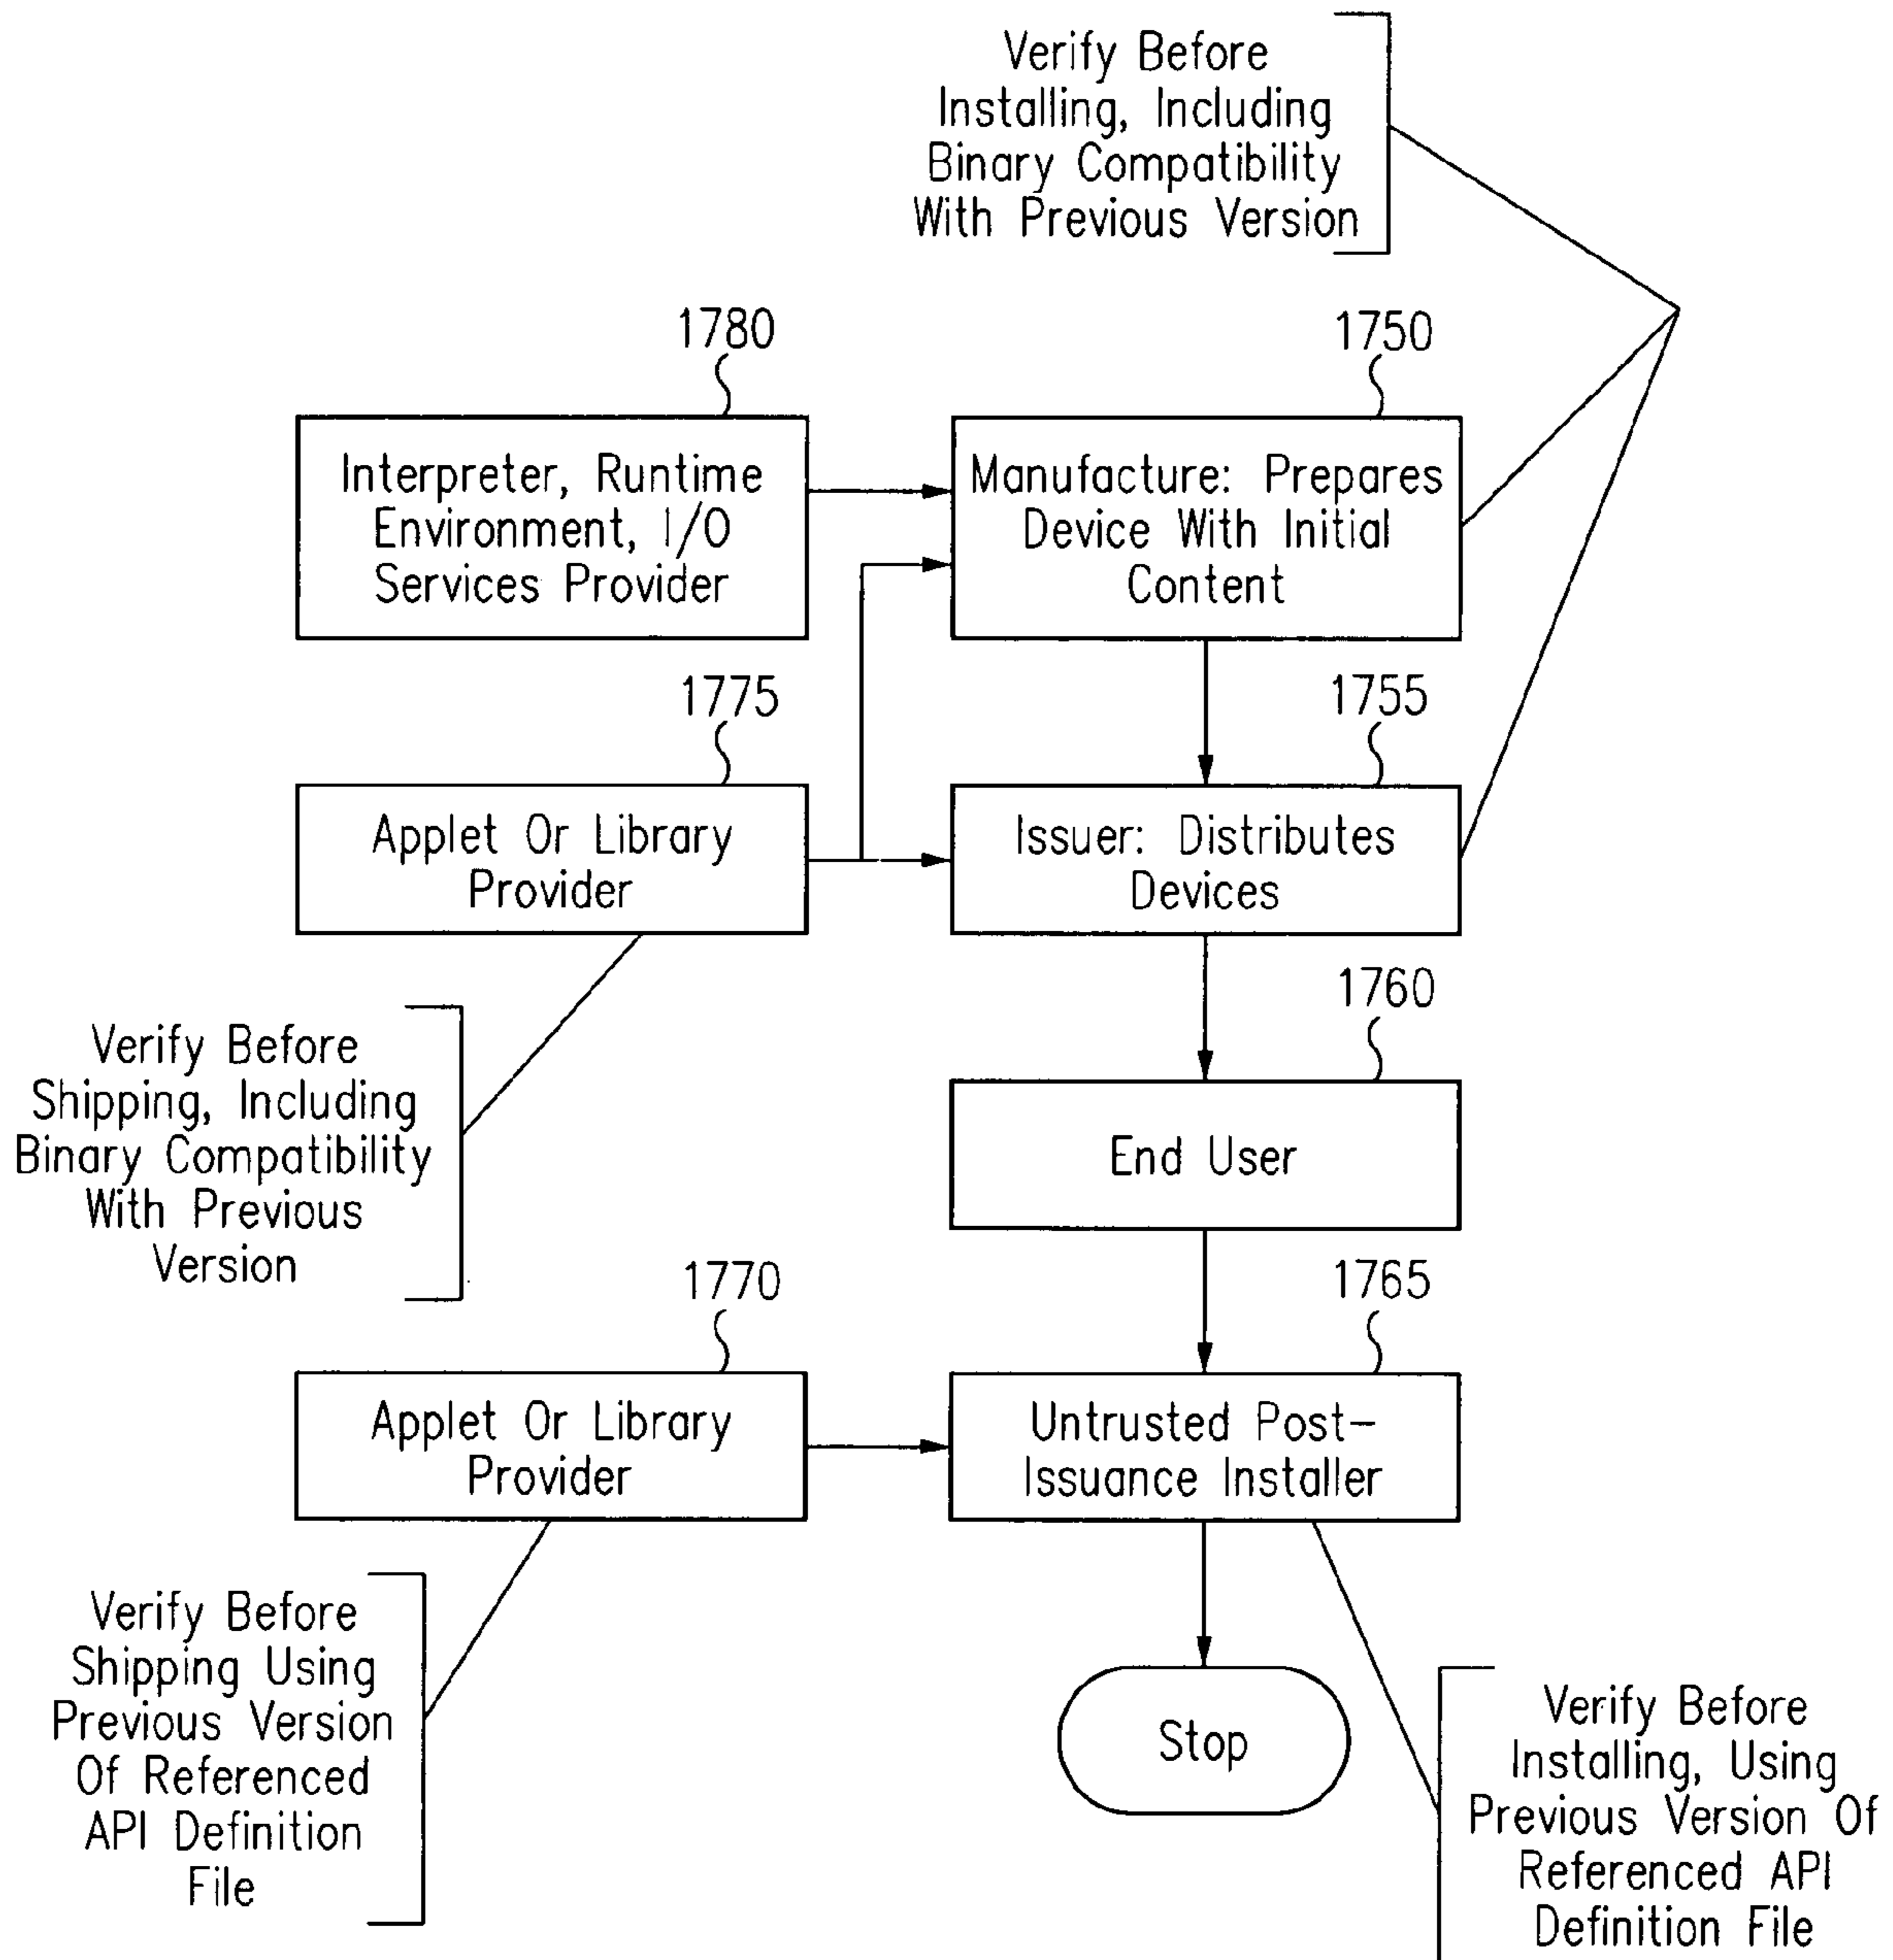 Verify Before
Installing, Including
Binary Compatibility
With Previous Version
1780
1750
Interpreter, Runtime
Environment, I/O
Services Provider
Manufacture: Prepares
Device With Initial
Content
1775
1755
Applet Or Library
Provider
Issuer: Distributes
Devices
1760
Verify Before
Shipping, Including
Binary Compatibility
With Previous
Version
End User
1770
1765
Applet Or Library
Provider
Untrusted Post-
Issuance Installer
Verify Before
Shipping Using
Previous Version
Of Referenced
API Definition
File
Stop
Verify Before
Installing, Using
Previous Version Of
Referenced API
Definition File